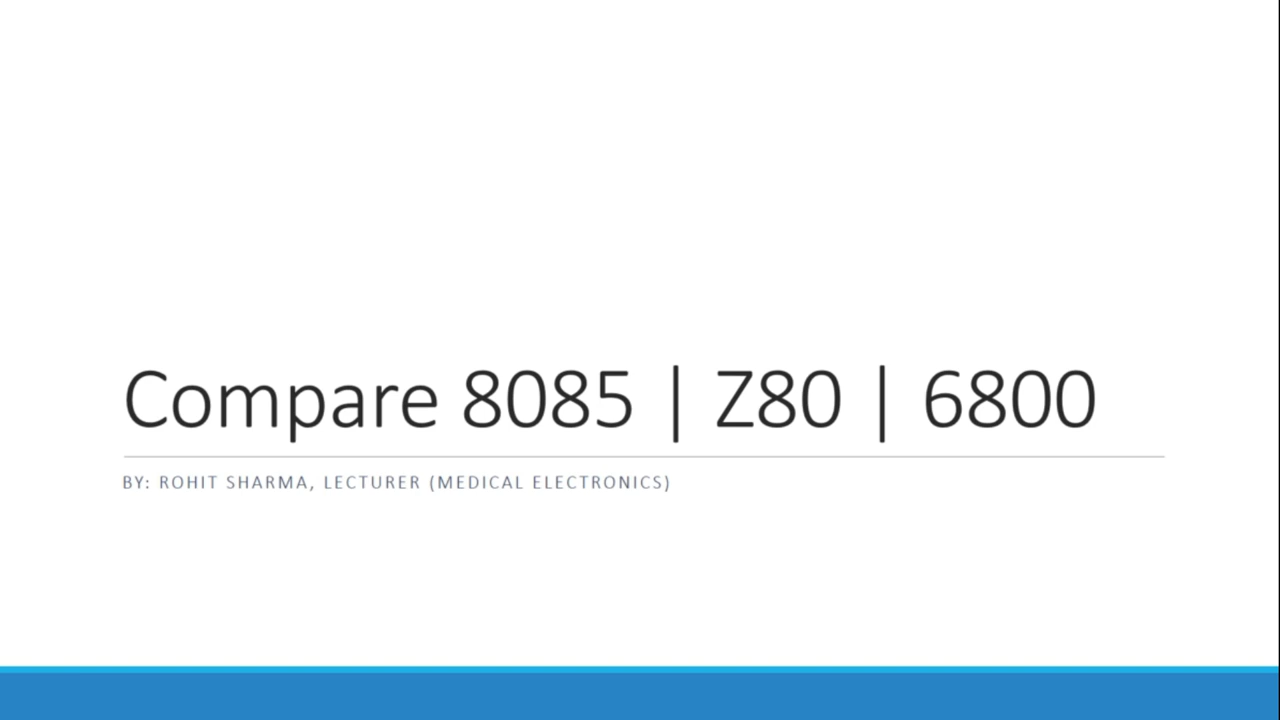 Compare 8085 | Z80 | 6800
BY: ROHIT SHARMA, LECTURER (MEDICAL ELECTRONICS)